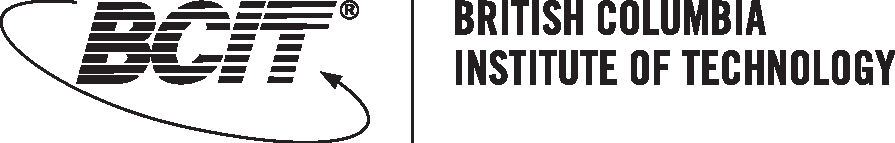 BCIT®
BRITISH COLUMBIA
INSTITUTE OF TECHNOLOGY